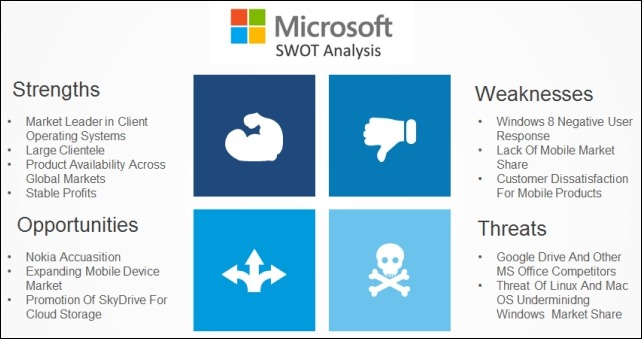 Microsoft
SWOT Analysis
Strengths
• Market Leader in Client
Operating Systems
• Large Clientele
• Product Availability Across
Global Markets
• Stable Profits
Weaknesses
• Windows 8 Negative User
Response
• Lack Of Mobile Market
Share
• Customer Dissatisfaction
For Mobile Products
Opportunities
• Nokia Accuasition
• Expanding Mobile Device
Market
• Promotion Of SkyDrive For
Cloud Storage
Threats
• Google Drive And Other
MS Office Competitors
• Threat Of Linux And Mac
OS Underminidng
Windows Market Share